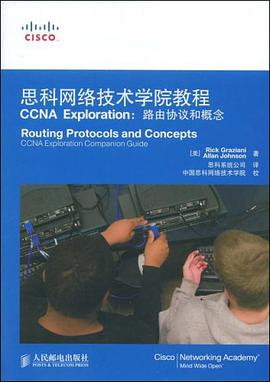 CISCO
思科网络技术学院教程
CCNA Exploration：路由协议和概念
Routing Protocols and Concepts
CCNA Exploration Companion Guide
[美] Rick Graziani 著
Allan Johnson
思科系统公司 译
中国思科网络技术学院 校
人民邮电出版社
POSTS & TELECOM PRESS
Cisco Networking Academy®
Mind Wide Open™